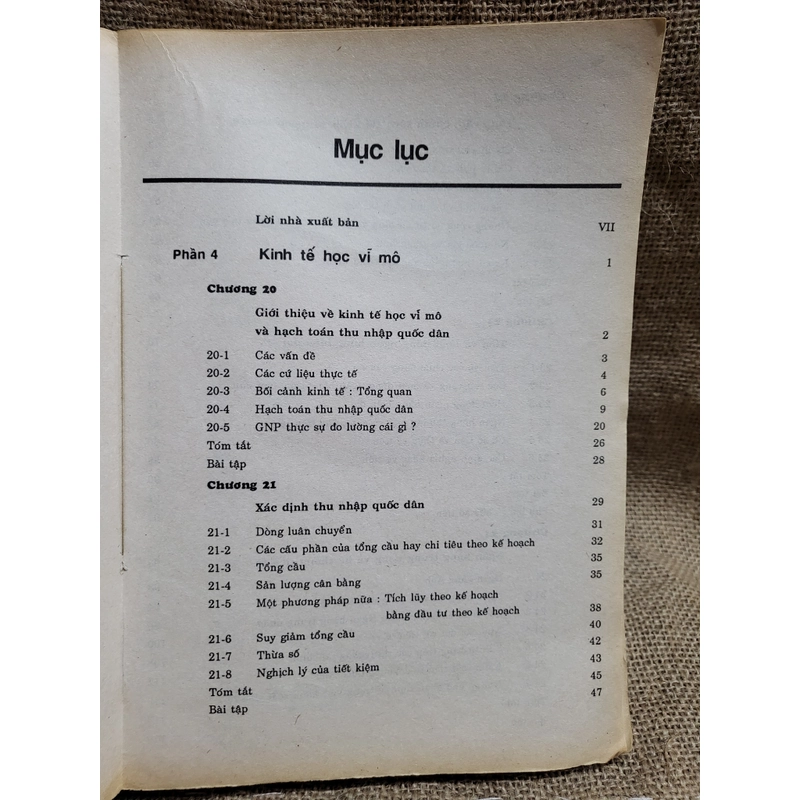 Mục lục
Lời nhà xuất bản VII
Phần 4 Kinh tế học vĩ mô 1
Chương 20
Giới thiệu về kinh tế học vĩ mô
và hạch toán thu nhập quốc dân 2
20-1 Các vấn đề 3
20-2 Các cứ liệu thực tế 4
20-3 Bối cảnh kinh tế : Tổng quan 6
20-4 Hạch toán thu nhập quốc dân 9
20-5 GNP thực sự đo lường cái gì ? 20
Tóm tắt 26
Bài tập 28
Chương 21
Xác định thu nhập quốc dân 29
21-1 Dòng luân chuyển 31
21-2 Các cấu phần của tổng cầu hay chi tiêu theo kế hoạch 32
21-3 Tổng cầu 35
21-4 Sản lượng cân bằng 35
21-5 Một phương pháp nữa : Tích lũy theo kế hoạch
bằng đầu tư theo kế hoạch 38
21-6 Suy giảm tổng cầu 40
21-7 Thừa số 42
21-8 Nghịch lý của tiết kiệm 43
Tóm tắt 45
Bài tập 47